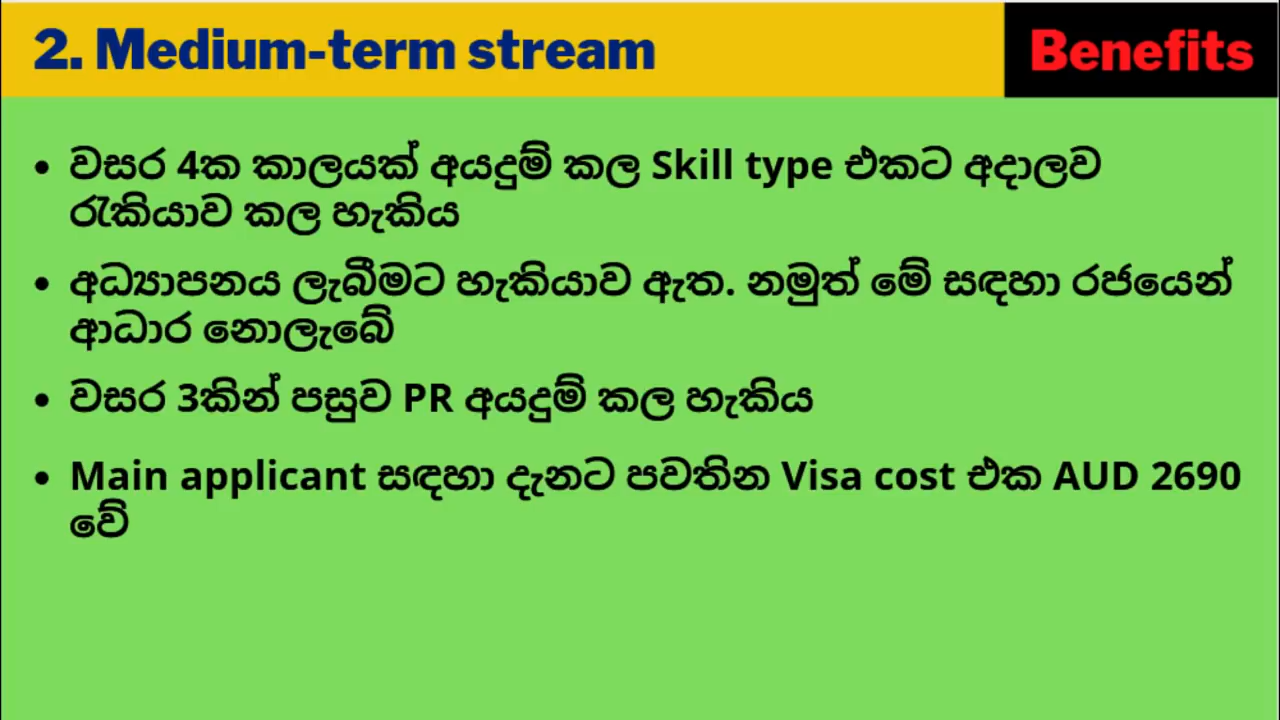 2. Medium-term stream
Benefits
• වසර 4ක කාලයක් අයදුම් කල Skill type එකට අදාලව
රැකියාව කල හැකිය
• අධ්‍යාපනය ලැබීමට හැකියාව ඇත. නමුත් මේ සඳහා රජයෙන්
ආධාර නොලැබේ
• වසර 3කින් පසුව PR අයදුම් කල හැකිය
• Main applicant සඳහා දැනට පවතින Visa cost එක AUD 2690
වේ